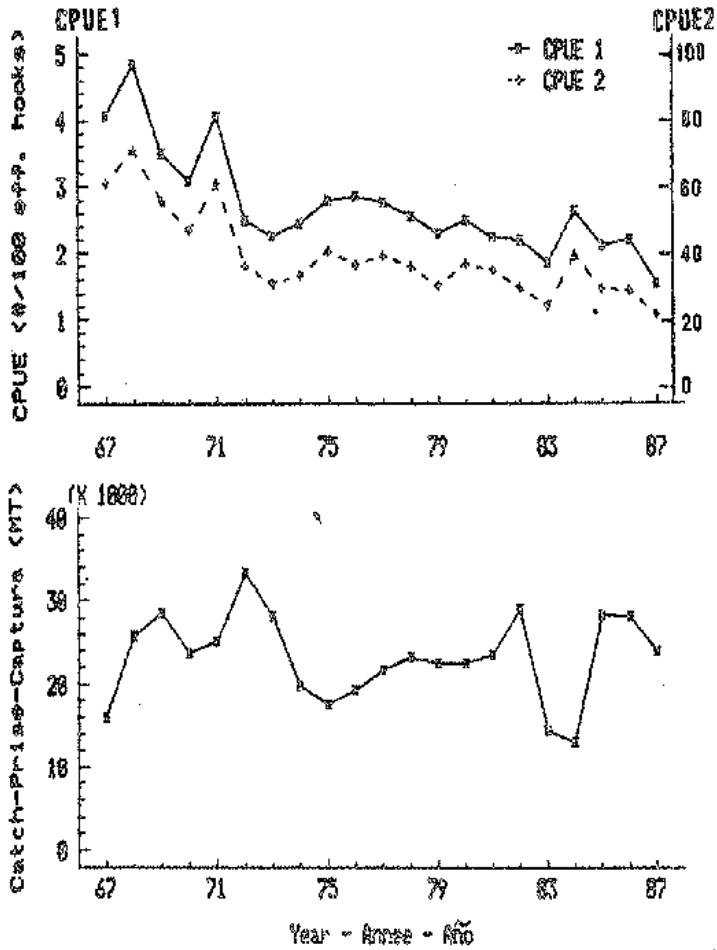 CPUE1 CPUE2
CPUE 1
CPUE 2
CPUE (#/100 eff. hooks)
5
4
3
2
1
0
100
80
60
40
20
0
67 71 75 79 83 87
(X 1000)
Catch-Prise-Captura (MT)
40
30
20
10
0
67 71 75 79 83 87
Year - Annee - Año